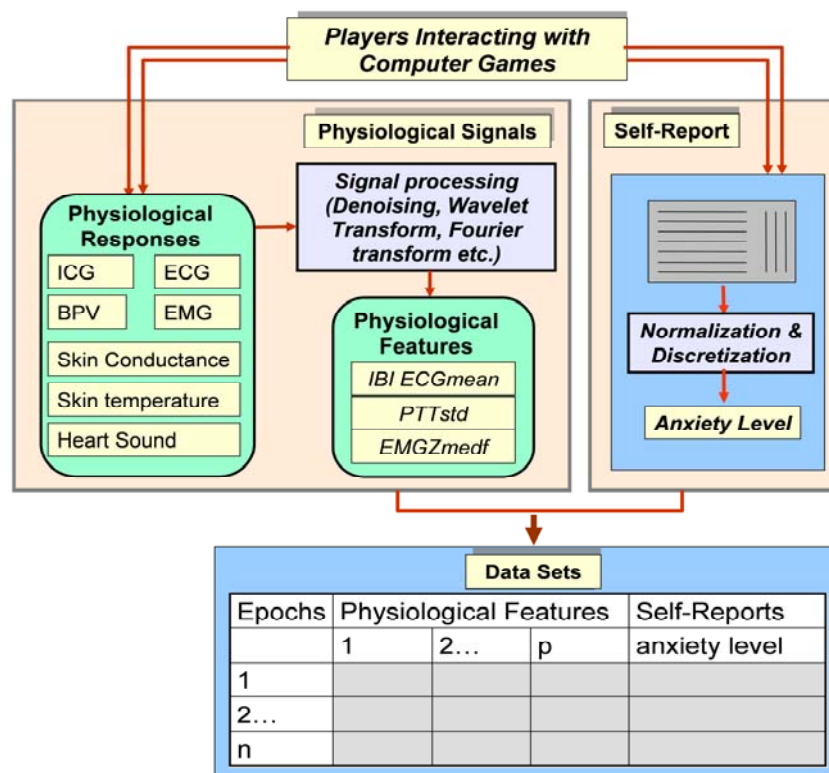 Players Interacting with
Computer Games
Physiological Signals
Self-Report
Physiological
Responses
ICG
ECG
BPV
EMG
Skin Conductance
Skin temperature
Heart Sound
Signal processing
(Denoising, Wavelet
Transform, Fourier
transform etc.)
Physiological
Features
IBI ECGmean
PTTstd
EMGZmedf
Normalization &
Discretization
Anxiety Level
Data Sets
Epochs Physiological Features Self-Reports
1 2... p anxiety level
1
2...
n